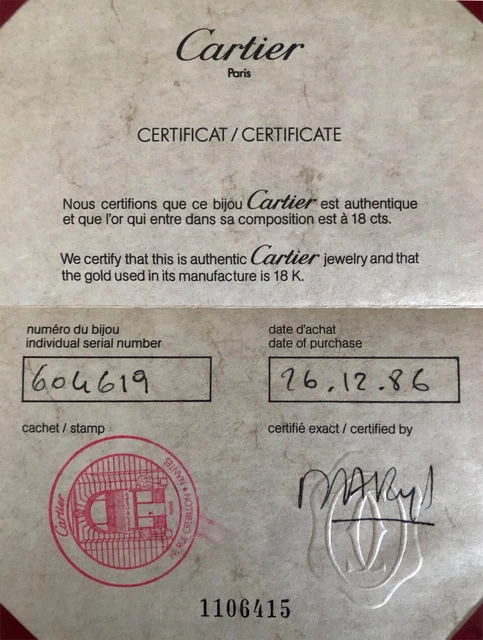 Cartier
Paris
CERTIFICAT / CERTIFICATE
Nous certifions que ce bijou Cartier est authentique
et que l'or qui entre dans sa composition est à 18 cts.
We certify that this is authentic Cartier jewelry and that
the gold used in its manufacture is 18 K.
numéro du bijou
individual serial number
604619
date d'achat
date of purchase
26.12.86
cachet / stamp
Cartier
RUE CREBILLON • NANTES
certifié exact / certified by
1106415